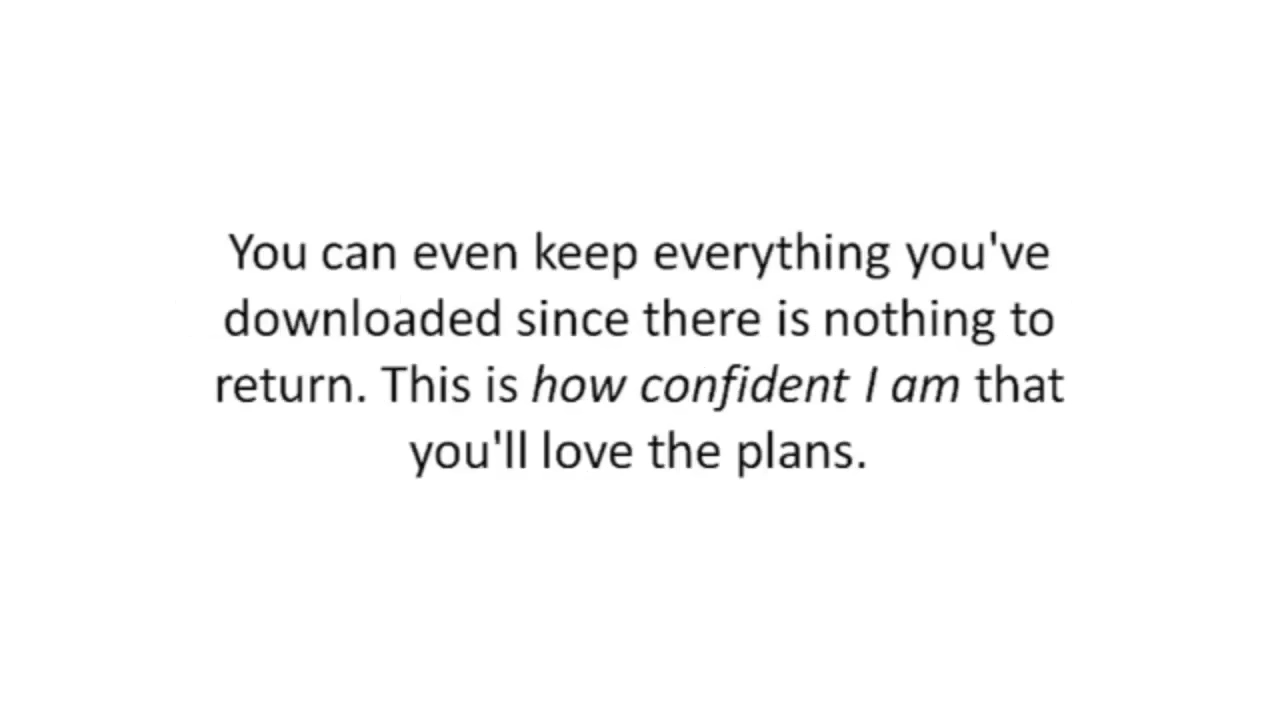 You can even keep everything you've
downloaded since there is nothing to
return. This is how confident I am that
you'll love the plans.